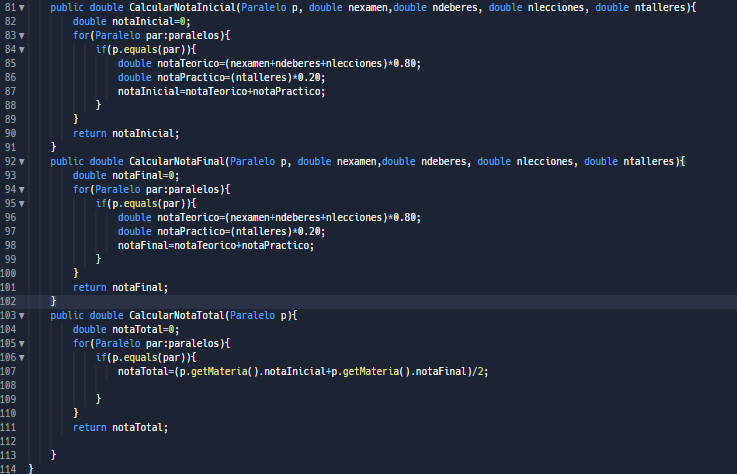 81 public double CalcularNotaInicial(Paralelo p, double nexamen,double ndeberes, double nlecciones, double ntalleres){
82 double notaInicial=0;
83 for(Paralelo par:paralelos){
84 if(p.equals(par)){
85 double notaTeorico=(nexamen+ndeberes+nlecciones)*0.80;
86 double notaPractico=(ntalleres)*0.20;
87 notaInicial=notaTeorico+notaPractico;
88 }
89 }
90 return notaInicial;
91 }
92 public double CalcularNotaFinal(Paralelo p, double nexamen,double ndeberes, double nlecciones, double ntalleres){
93 double notaFinal=0;
94 for(Paralelo par:paralelos){
95 if(p.equals(par)){
96 double notaTeorico=(nexamen+ndeberes+nlecciones)*0.80;
97 double notaPractico=(ntalleres)*0.20;
98 notaFinal=notaTeorico+notaPractico;
99 }
100 }
101 return notaFinal;
102 }
103 public double CalcularNotaTotal(Paralelo p){
104 double notaTotal=0;
105 for(Paralelo par:paralelos){
106 if(p.equals(par)){
107 notaTotal=(p.getMateria().notaInicial+p.getMateria().notaFinal)/2;
108
109 }
110 }
111 return notaTotal;
112
113 }
114 }